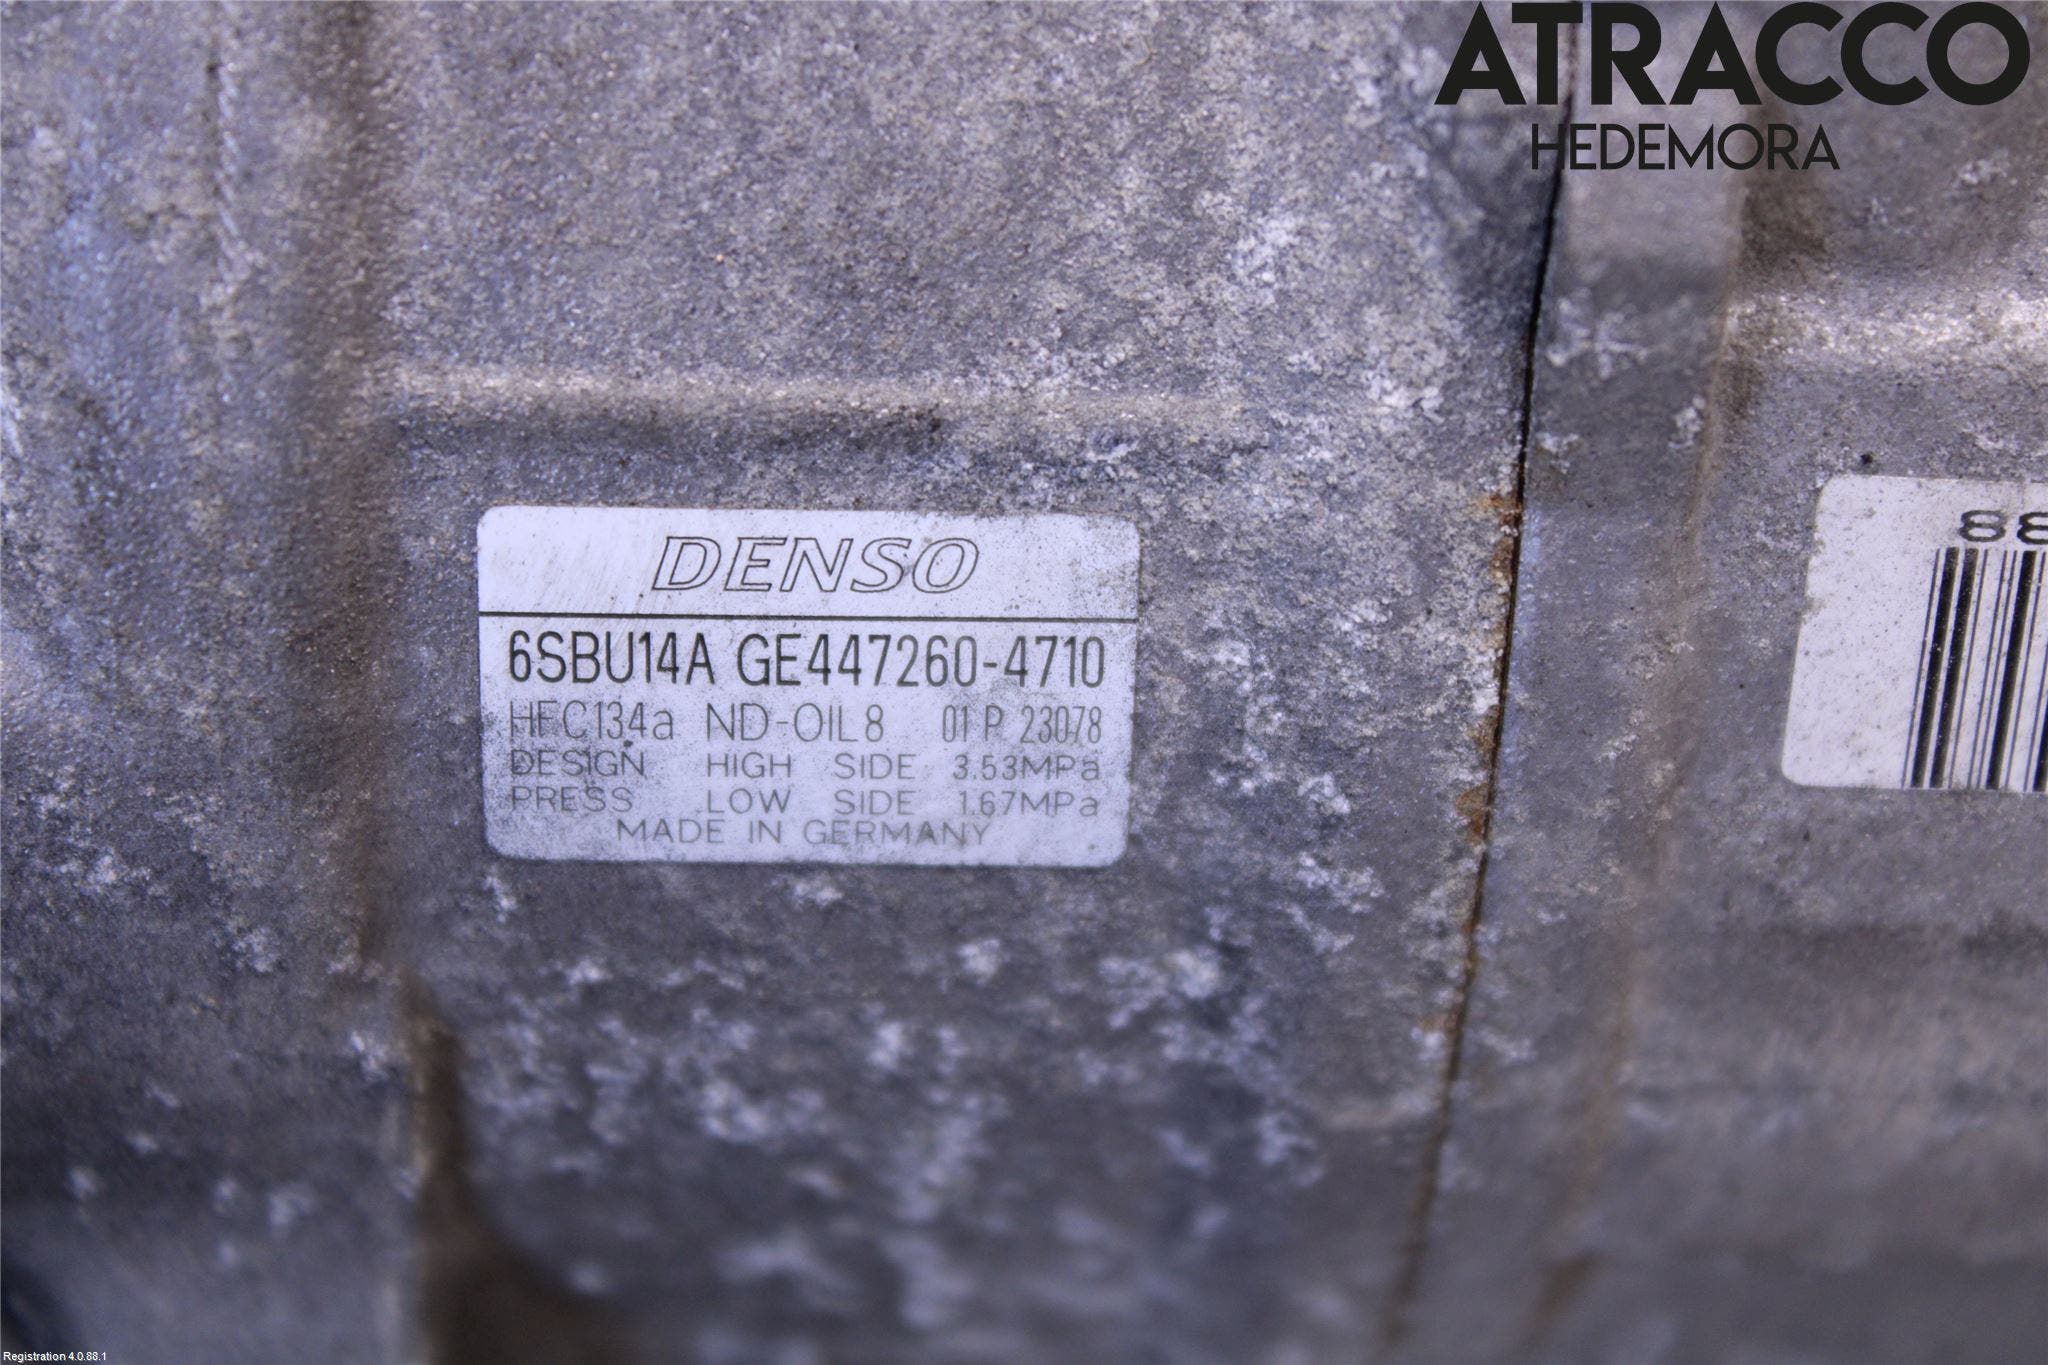 ATRACCO
HEDEMORA
DENSO
6SBU14A GE447260-4710
HFC134a ND-OIL8 01 P 23078
DESIGN HIGH SIDE 3.53MPa
PRESS LOW SIDE 1.67MPa
MADE IN GERMANY
88
Registration 4.0.88.1